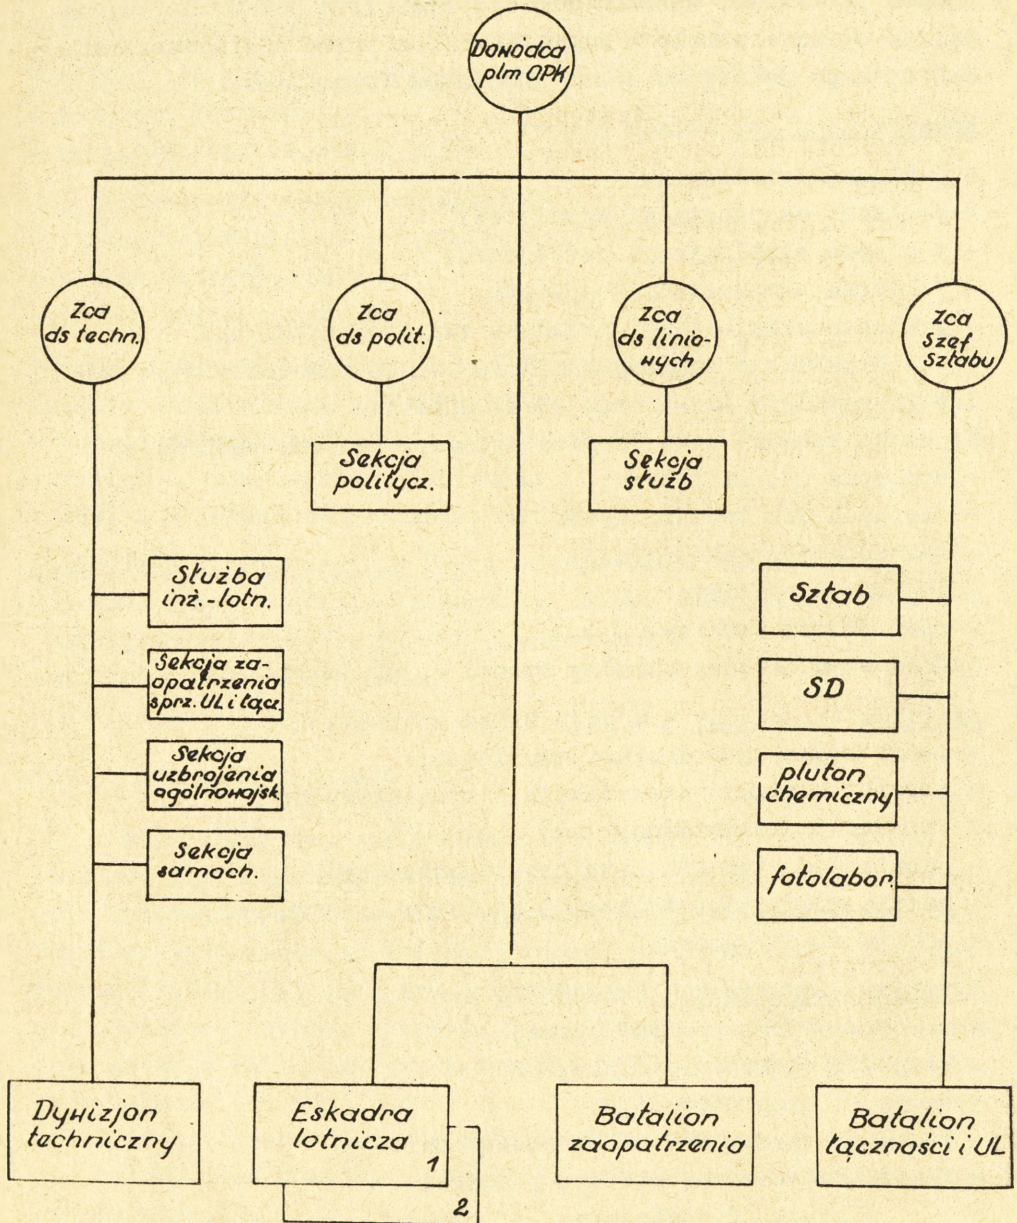 Dowódca
plm OPK
Zca
ds techn.
Zca
ds polit.
Zca
ds linio-
wych
Zca
Szef
Sztabu
Sekcja
politycz.
Sekcja
służb
Służba
inż.-lotn.
Sekcja za-
opatrzenia
sprz. UL i łącz.
Sekcja
uzbrojenia
ogólnowojsk.
Sekcja
samoch.
Sztab
SD
pluton
chemiczny
fotolabor.
Dywizjon
techniczny
Eskadra
lotnicza
1
2
Batalion
zaopatrzenia
Batalion
łączności i UL